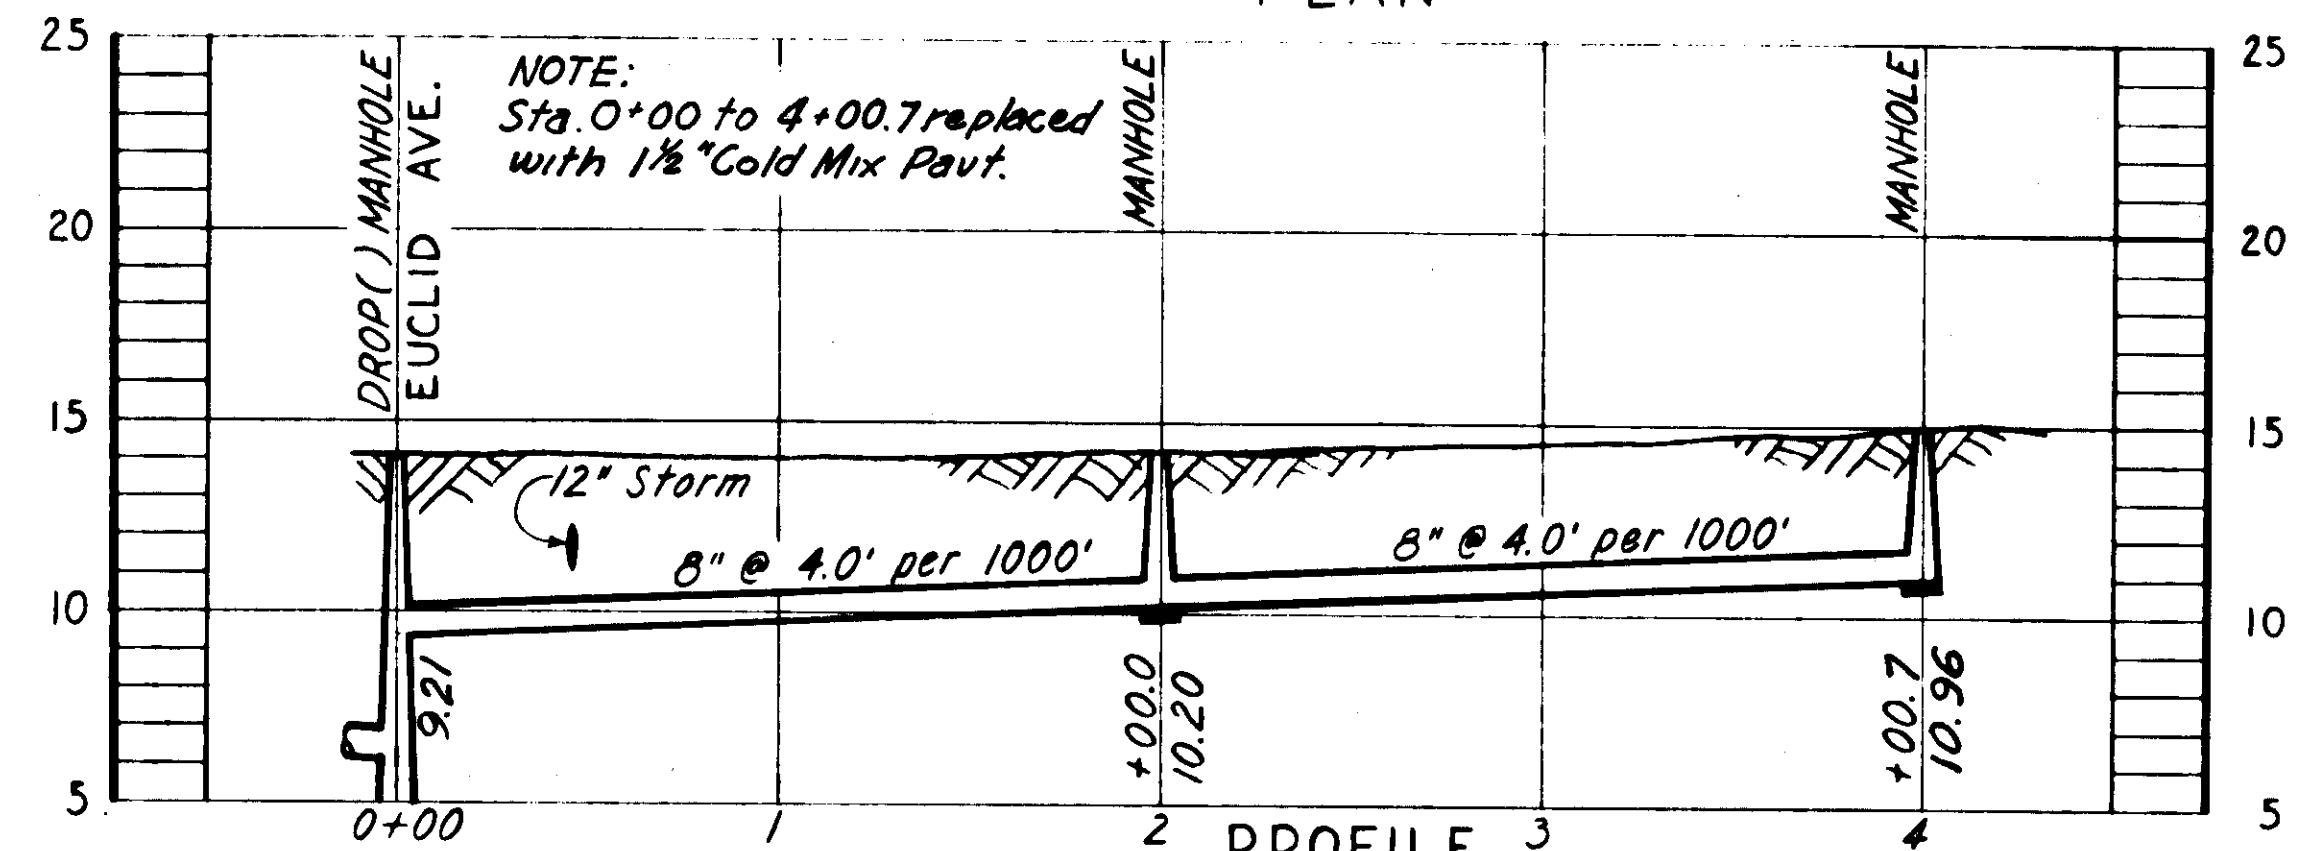 PLAN
25
25
DROP( ) MANHOLE
EUCLID AVE.
NOTE:
Sta. 0+00 to 4+00.7 replaced
with 1½" Cold Mix Pavt.
MANHOLE
MANHOLE
20
20
15
15
12" Storm
8" @ 4.0' per 1000'
8" @ 4.0' per 1000'
10
10
9.21
+00.0
10.20
+00.7
10.96
5
5
0+00
1
2
PROFILE
3
4